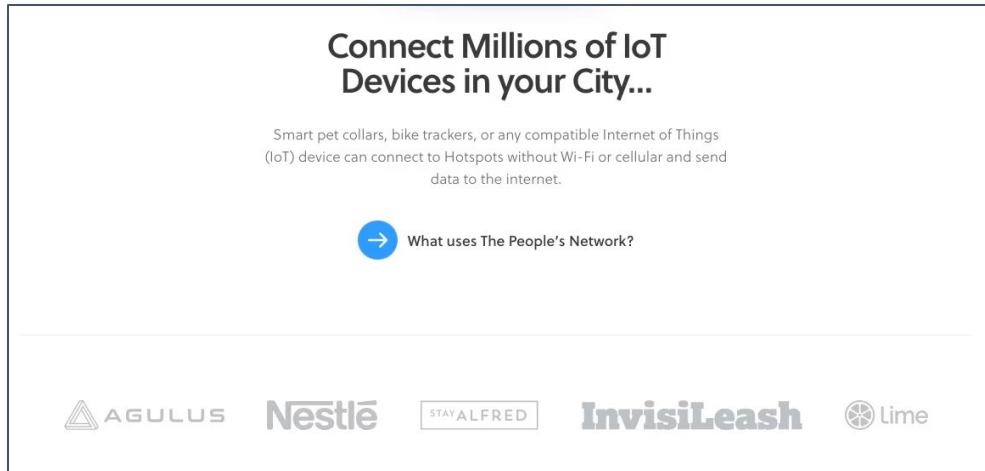 Connect Millions of IoT
Devices in your City...
Smart pet collars, bike trackers, or any compatible Internet of Things
(IoT) device can connect to Hotspots without Wi-Fi or cellular and send
data to the internet.
What uses The People's Network?
AGULUS Nestlé STAY ALFRED InvisiLeash Lime